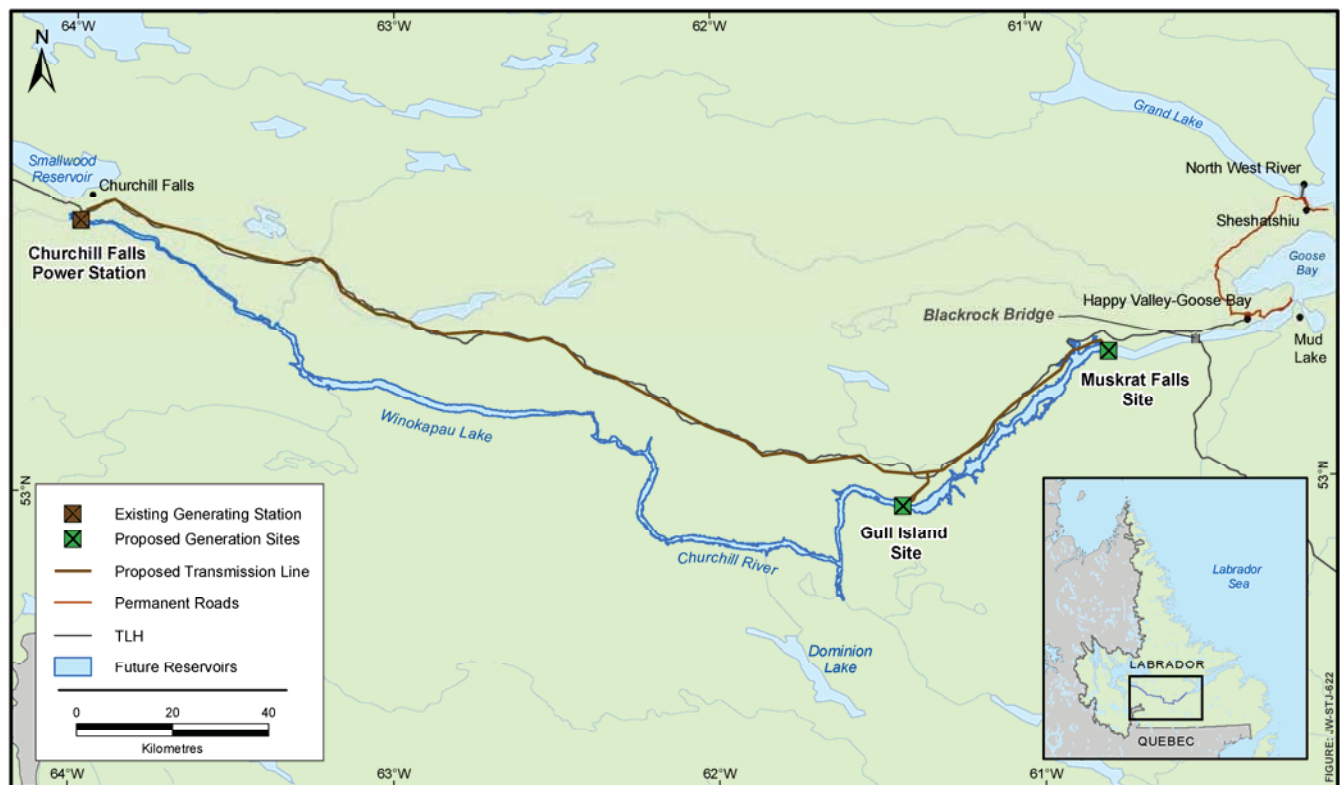 64°W
63°W
62°W
61°W
N
Grand Lake
Smallwood
Reservoir
Churchill Falls
North West River
Sheshatshiu
Churchill Falls
Power Station
Goose
Bay
Happy Valley-Goose Bay
Blackrock Bridge
Mud
Lake
Muskrat Falls
Site
Winokapau Lake
53°N
53°N
Gull Island
Site
Churchill River
Dominion
Lake
Existing Generating Station
Proposed Generation Sites
Proposed Transmission Line
Permanent Roads
TLH
Future Reservoirs
0 20 40
Kilometres
Labrador
Sea
LABRADOR
QUEBEC
FIGURE: JW-STJ-622
64°W
63°W
62°W
61°W